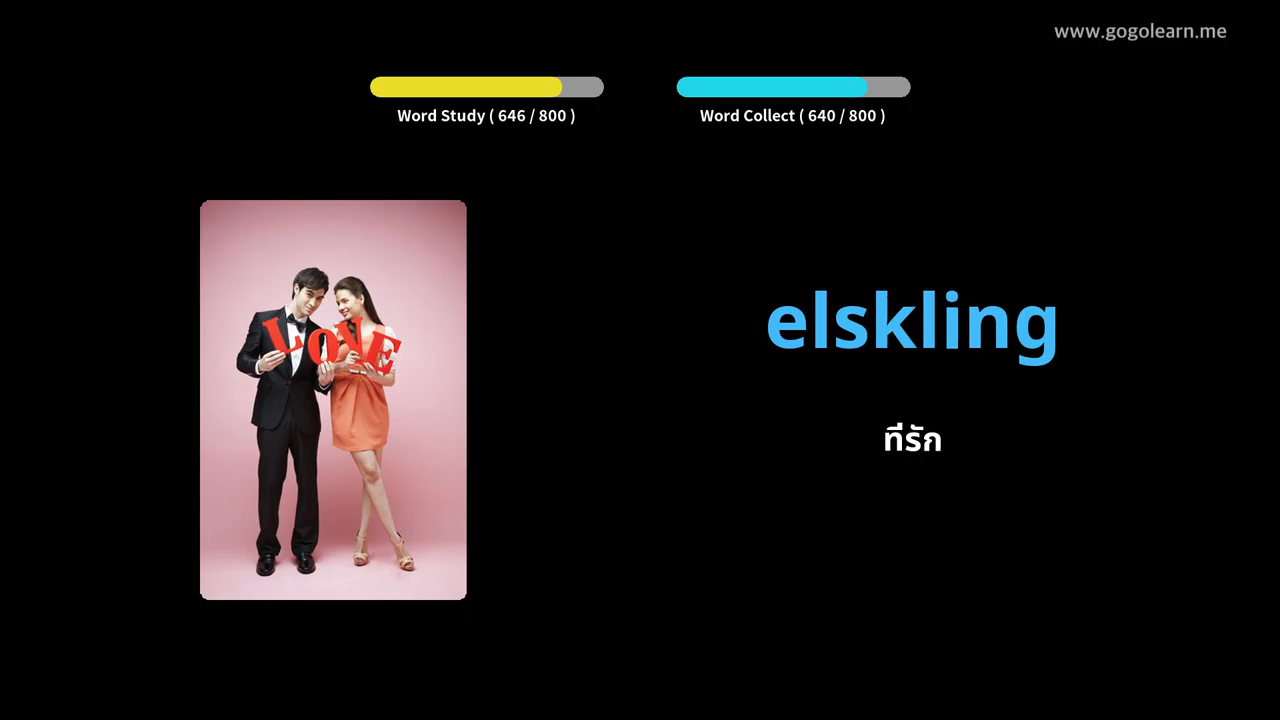 www.gogolearn.me
Word Study ( 646 / 800 )
Word Collect ( 640 / 800 )
LOVE
elskling
ที่รัก